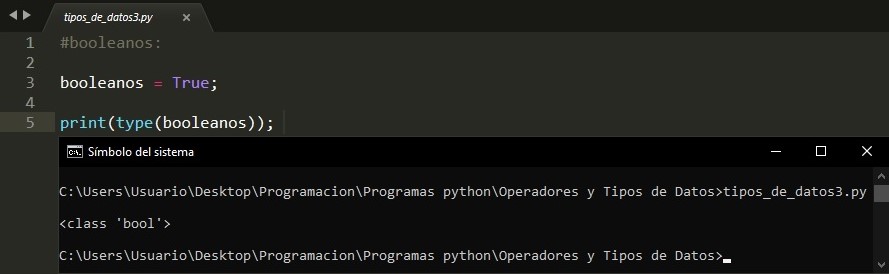 tipos_de_datos3.py ×
1 #booleanos:
2
3 booleanos = True;
4
5 print(type(booleanos));
Símbolo del sistema
C:\Users\Usuario\Desktop\Programacion\Programas python\Operadores y Tipos de Datos>tipos_de_datos3.py
<class 'bool'>
C:\Users\Usuario\Desktop\Programacion\Programas python\Operadores y Tipos de Datos>